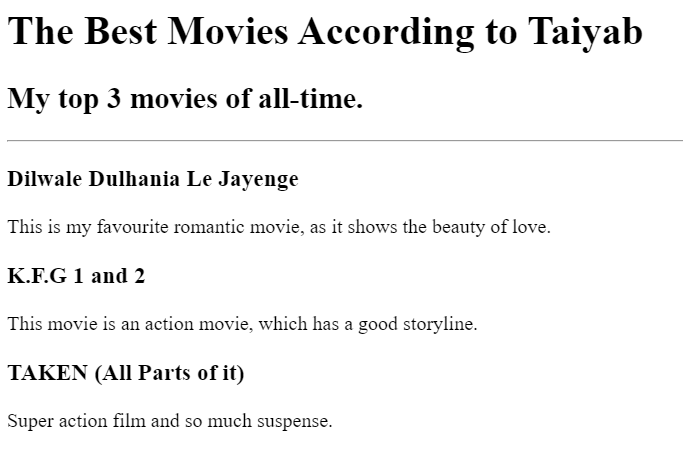 The Best Movies According to Taiyab
My top 3 movies of all-time.
Dilwale Dulhania Le Jayenge
This is my favourite romantic movie, as it shows the beauty of love.
K.F.G 1 and 2
This movie is an action movie, which has a good storyline.
TAKEN (All Parts of it)
Super action film and so much suspense.